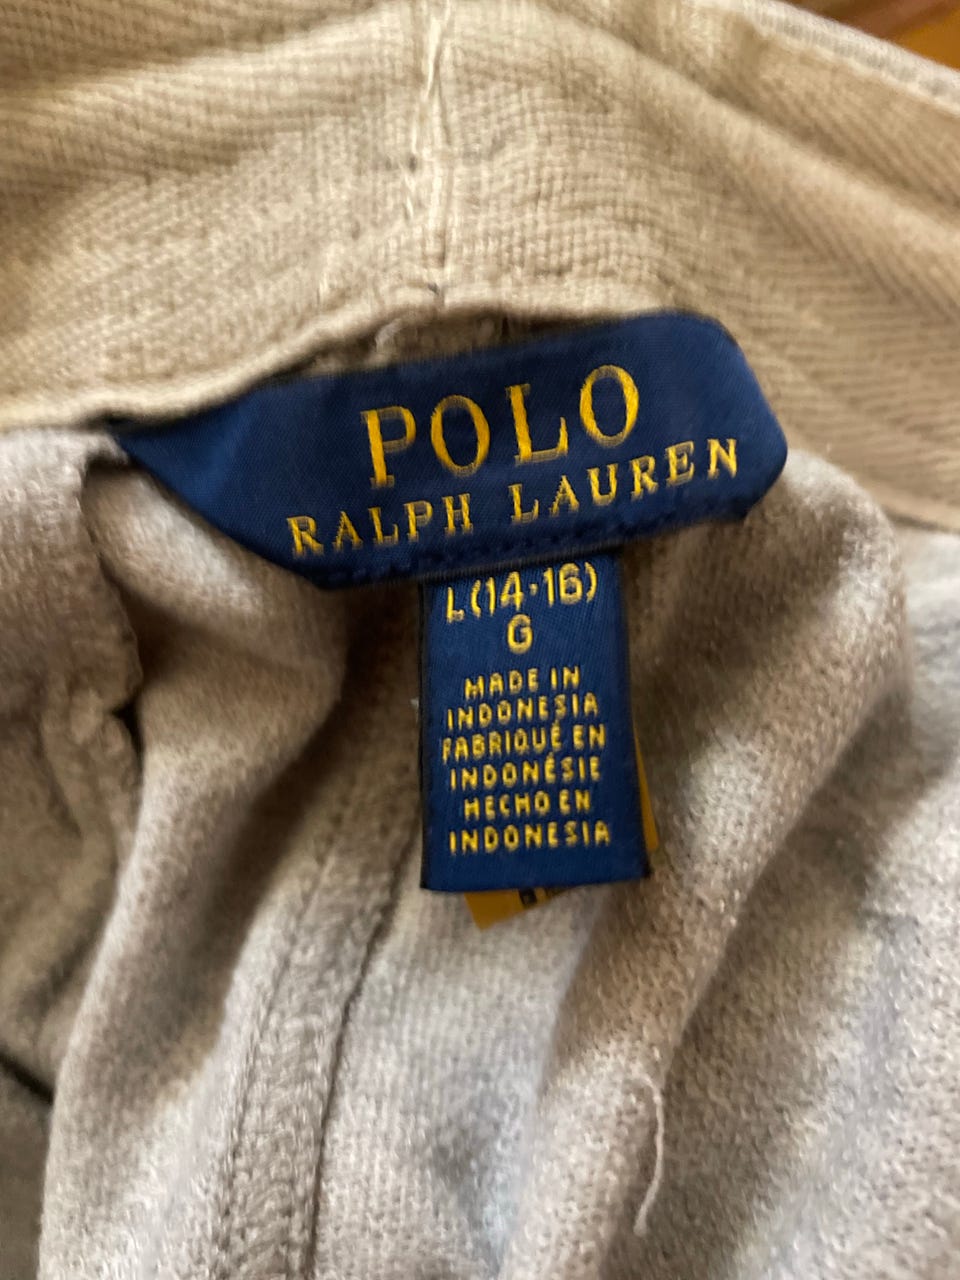 POLO
RALPH LAUREN
L(14-16)
G
MADE IN
INDONESIA
FABRIQUÉ EN
INDONÉSIE
HECHO EN
INDONESIA